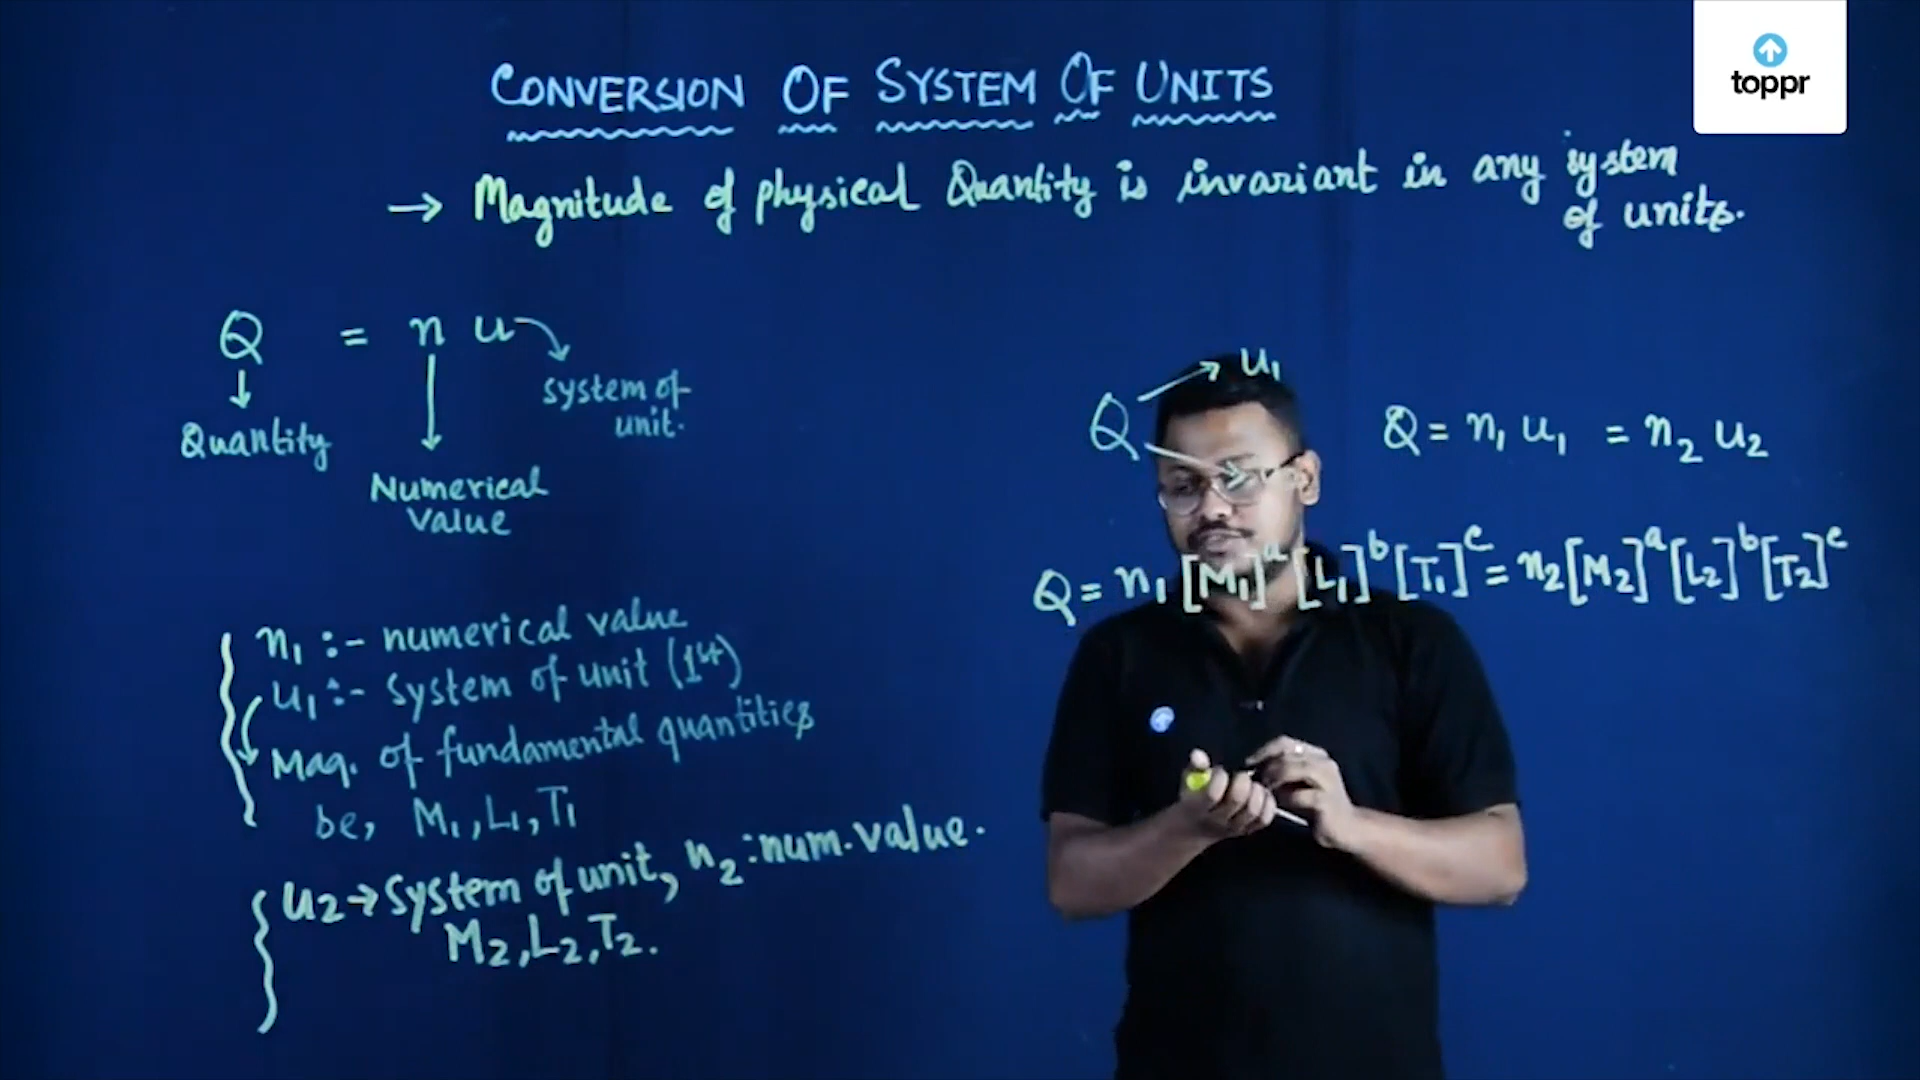 toppr
CONVERSION OF SYSTEM OF UNITS
→ Magnitude of physical Quantity is invariant in any system
of units.
Q = n u
Quantity
Numerical
Value
system of
unit.
n₁ :- numerical value
u₁ :- System of unit (1st)
Mag. of fundamental quantities
be, M₁, L₁, T₁
u₂ → System of unit, n₂ : num. value.
M₂, L₂, T₂.
Q → u₁
Q = n₁ u₁ = n₂ u₂
Q = n₁ [M₁]ᵃ [L₁]ᵇ [T₁]ᶜ = n₂ [M₂]ᵃ [L₂]ᵇ [T₂]ᶜ